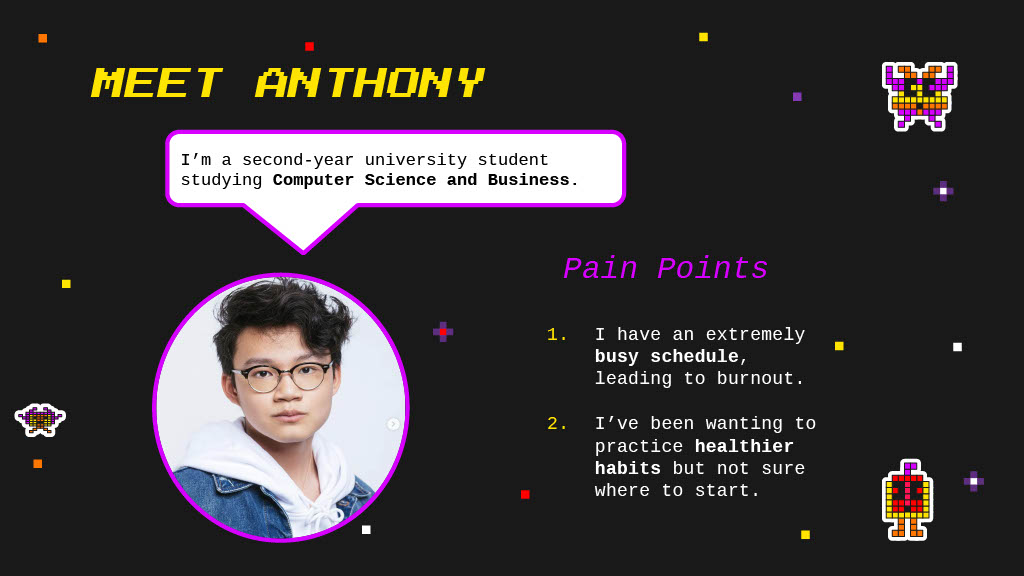 MEET ANTHONY
I’m a second-year university student
studying Computer Science and Business.
Pain Points
1. I have an extremely
busy schedule,
leading to burnout.
2. I’ve been wanting to
practice healthier
habits but not sure
where to start.